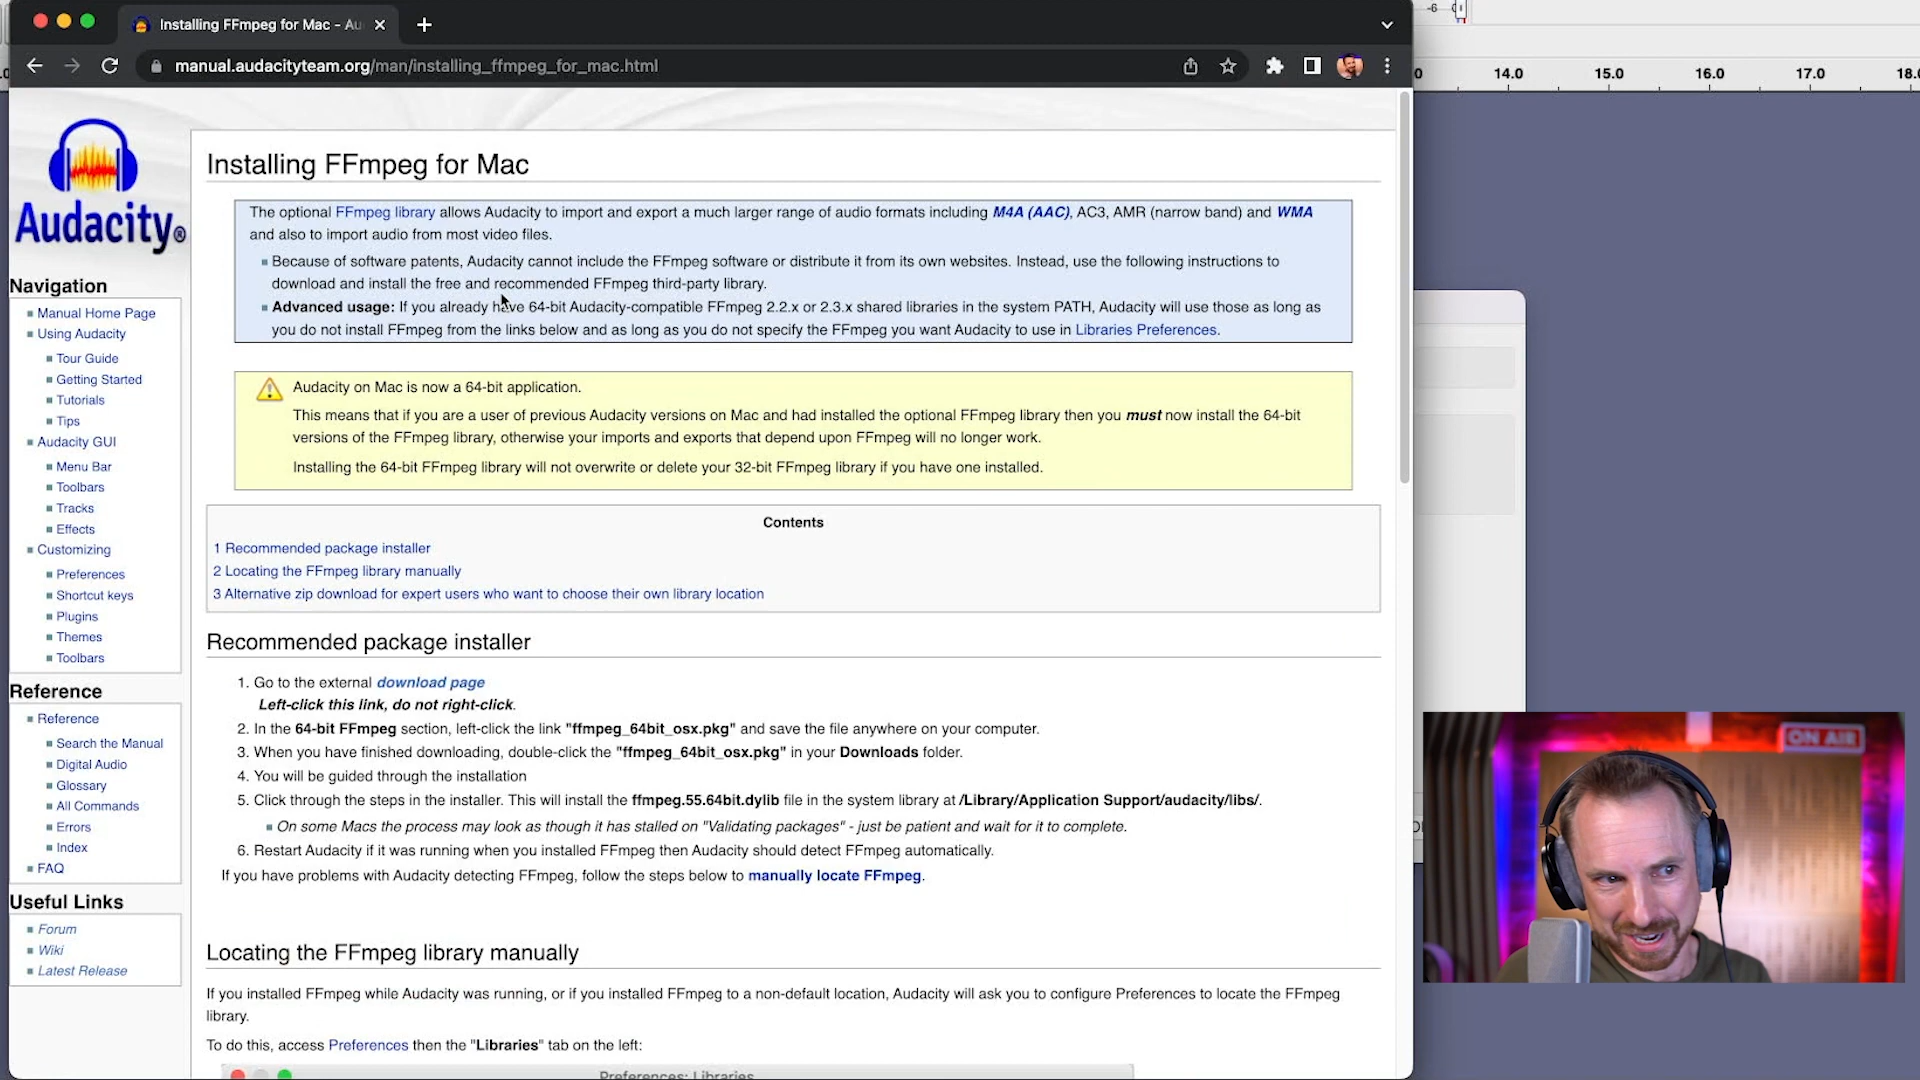 Installing FFmpeg for Mac - Au
manual.audacityteam.org/man/installing_ffmpeg_for_mac.html
-6
14.0 15.0 16.0 17.0 18.
Audacity®
Navigation
Manual Home Page
Using Audacity
Tour Guide
Getting Started
Tutorials
Tips
Audacity GUI
Menu Bar
Toolbars
Tracks
Effects
Customizing
Preferences
Shortcut keys
Plugins
Themes
Toolbars
Reference
Reference
Search the Manual
Digital Audio
Glossary
All Commands
Errors
Index
FAQ
Useful Links
Forum
Wiki
Latest Release
Installing FFmpeg for Mac
The optional FFmpeg library allows Audacity to import and export a much larger range of audio formats including M4A (AAC), AC3, AMR (narrow band) and WMA
and also to import audio from most video files.
Because of software patents, Audacity cannot include the FFmpeg software or distribute it from its own websites. Instead, use the following instructions to
download and install the free and recommended FFmpeg third-party library.
Advanced usage: If you already have 64-bit Audacity-compatible FFmpeg 2.2.x or 2.3.x shared libraries in the system PATH, Audacity will use those as long as
you do not install FFmpeg from the links below and as long as you do not specify the FFmpeg you want Audacity to use in Libraries Preferences.
Audacity on Mac is now a 64-bit application.
This means that if you are a user of previous Audacity versions on Mac and had installed the optional FFmpeg library then you must now install the 64-bit
versions of the FFmpeg library, otherwise your imports and exports that depend upon FFmpeg will no longer work.
Installing the 64-bit FFmpeg library will not overwrite or delete your 32-bit FFmpeg library if you have one installed.
Contents
1 Recommended package installer
2 Locating the FFmpeg library manually
3 Alternative zip download for expert users who want to choose their own library location
Recommended package installer
1. Go to the external download page
Left-click this link, do not right-click.
2. In the 64-bit FFmpeg section, left-click the link "ffmpeg_64bit_osx.pkg" and save the file anywhere on your computer.
3. When you have finished downloading, double-click the "ffmpeg_64bit_osx.pkg" in your Downloads folder.
4. You will be guided through the installation
5. Click through the steps in the installer. This will install the ffmpeg.55.64bit.dylib file in the system library at /Library/Application Support/audacity/libs/.
On some Macs the process may look as though it has stalled on "Validating packages" - just be patient and wait for it to complete.
6. Restart Audacity if it was running when you installed FFmpeg then Audacity should detect FFmpeg automatically.
If you have problems with Audacity detecting FFmpeg, follow the steps below to manually locate FFmpeg.
Locating the FFmpeg library manually
If you installed FFmpeg while Audacity was running, or if you installed FFmpeg to a non-default location, Audacity will ask you to configure Preferences to locate the FFmpeg
library.
To do this, access Preferences then the "Libraries" tab on the left:
Preferences: Libraries
ON AIR